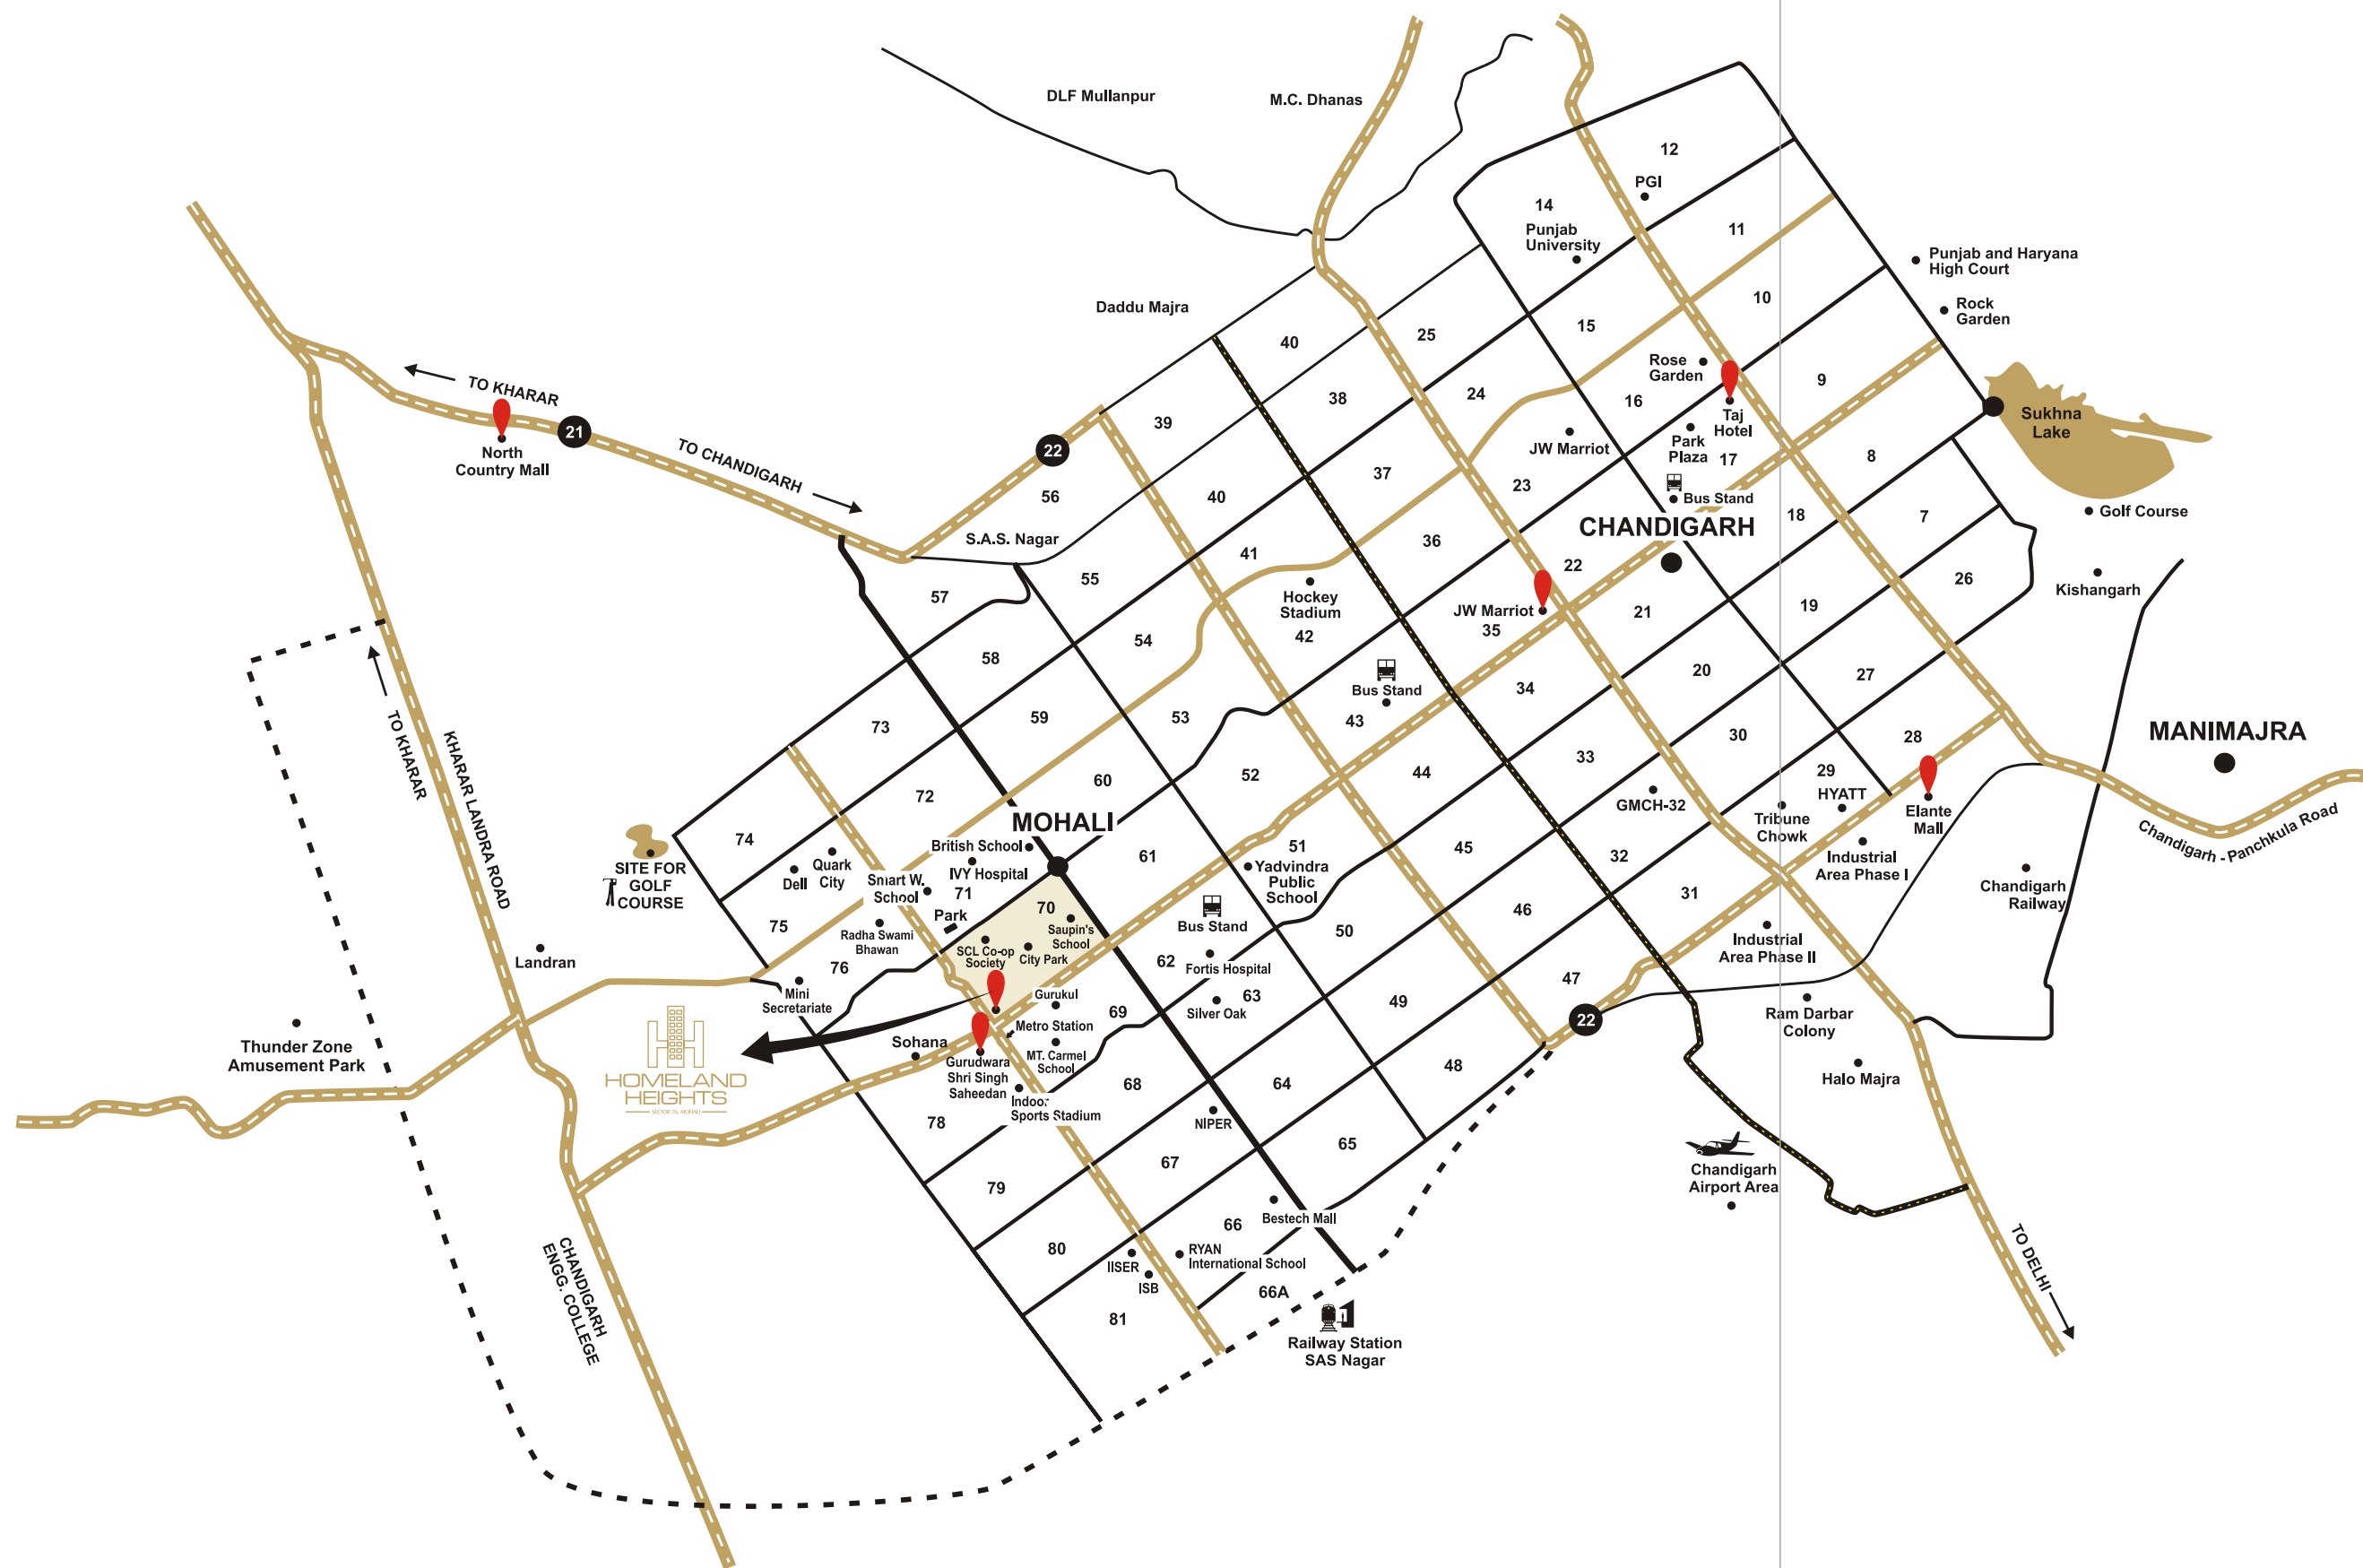 DLF Mullanpur
M.C. Dhanas
12
PGI
14
Punjab
University
11
Punjab and Haryana
High Court
10
Rock
Garden
Daddu Majra
40
25
15
Rose
Garden
9
TO KHARAR
38
24
16
Taj
Hotel
Sukhna
Lake
21
39
North
Country Mall
22
TO CHANDIGARH
JW Marriot
Park
Plaza
17
8
37
23
56
40
Bus Stand
Golf Course
S.A.S. Nagar
36
CHANDIGARH
18
7
41
22
55
26
Kishangarh
57
Hockey
Stadium
42
JW Marriot
35
21
19
54
58
Bus Stand
43
34
20
27
59
53
73
KHARAR LANDRA ROAD
TO KHARAR
30
28
MANIMAJRA
33
44
52
60
72
29
HYATT
GMCH-32
Tribune
Chowk
Elante
Mall
Chandigarh - Panchkula Road
MOHALI
74
British School
IVY Hospital
71
61
51
Yadvindra
Public
School
45
32
Industrial
Area Phase I
SITE FOR
GOLF
COURSE
Dell
Quark
City
Smart W.
School
Park
70
Saupin's
School
Bus Stand
46
31
Chandigarh
Railway
75
Radha Swami
Bhawan
SCL Co-op
Society
City Park
50
Industrial
Area Phase II
Landran
76
62
Fortis Hospital
47
Mini
Secretariate
Gurukul
69
63
Silver Oak
49
22
Ram Darbar
Colony
Metro Station
Thunder Zone
Amusement Park
Sohana
MT. Carmel
School
Gurudwara
Shri Singh
Saheedan
HOMELAND
HEIGHTS
SECTOR 70, MOHALI
68
64
48
Halo Majra
Indoor
Sports Stadium
78
NIPER
65
67
79
Chandigarh
Airport Area
66
Bestech Mall
80
IISER
RYAN
International School
ISB
66A
TO DELHI
CHANDIGARH
ENGG. COLLEGE
81
Railway Station
SAS Nagar